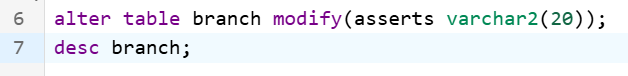 6 alter table branch modify(asserts varchar2(20));
7 desc branch;